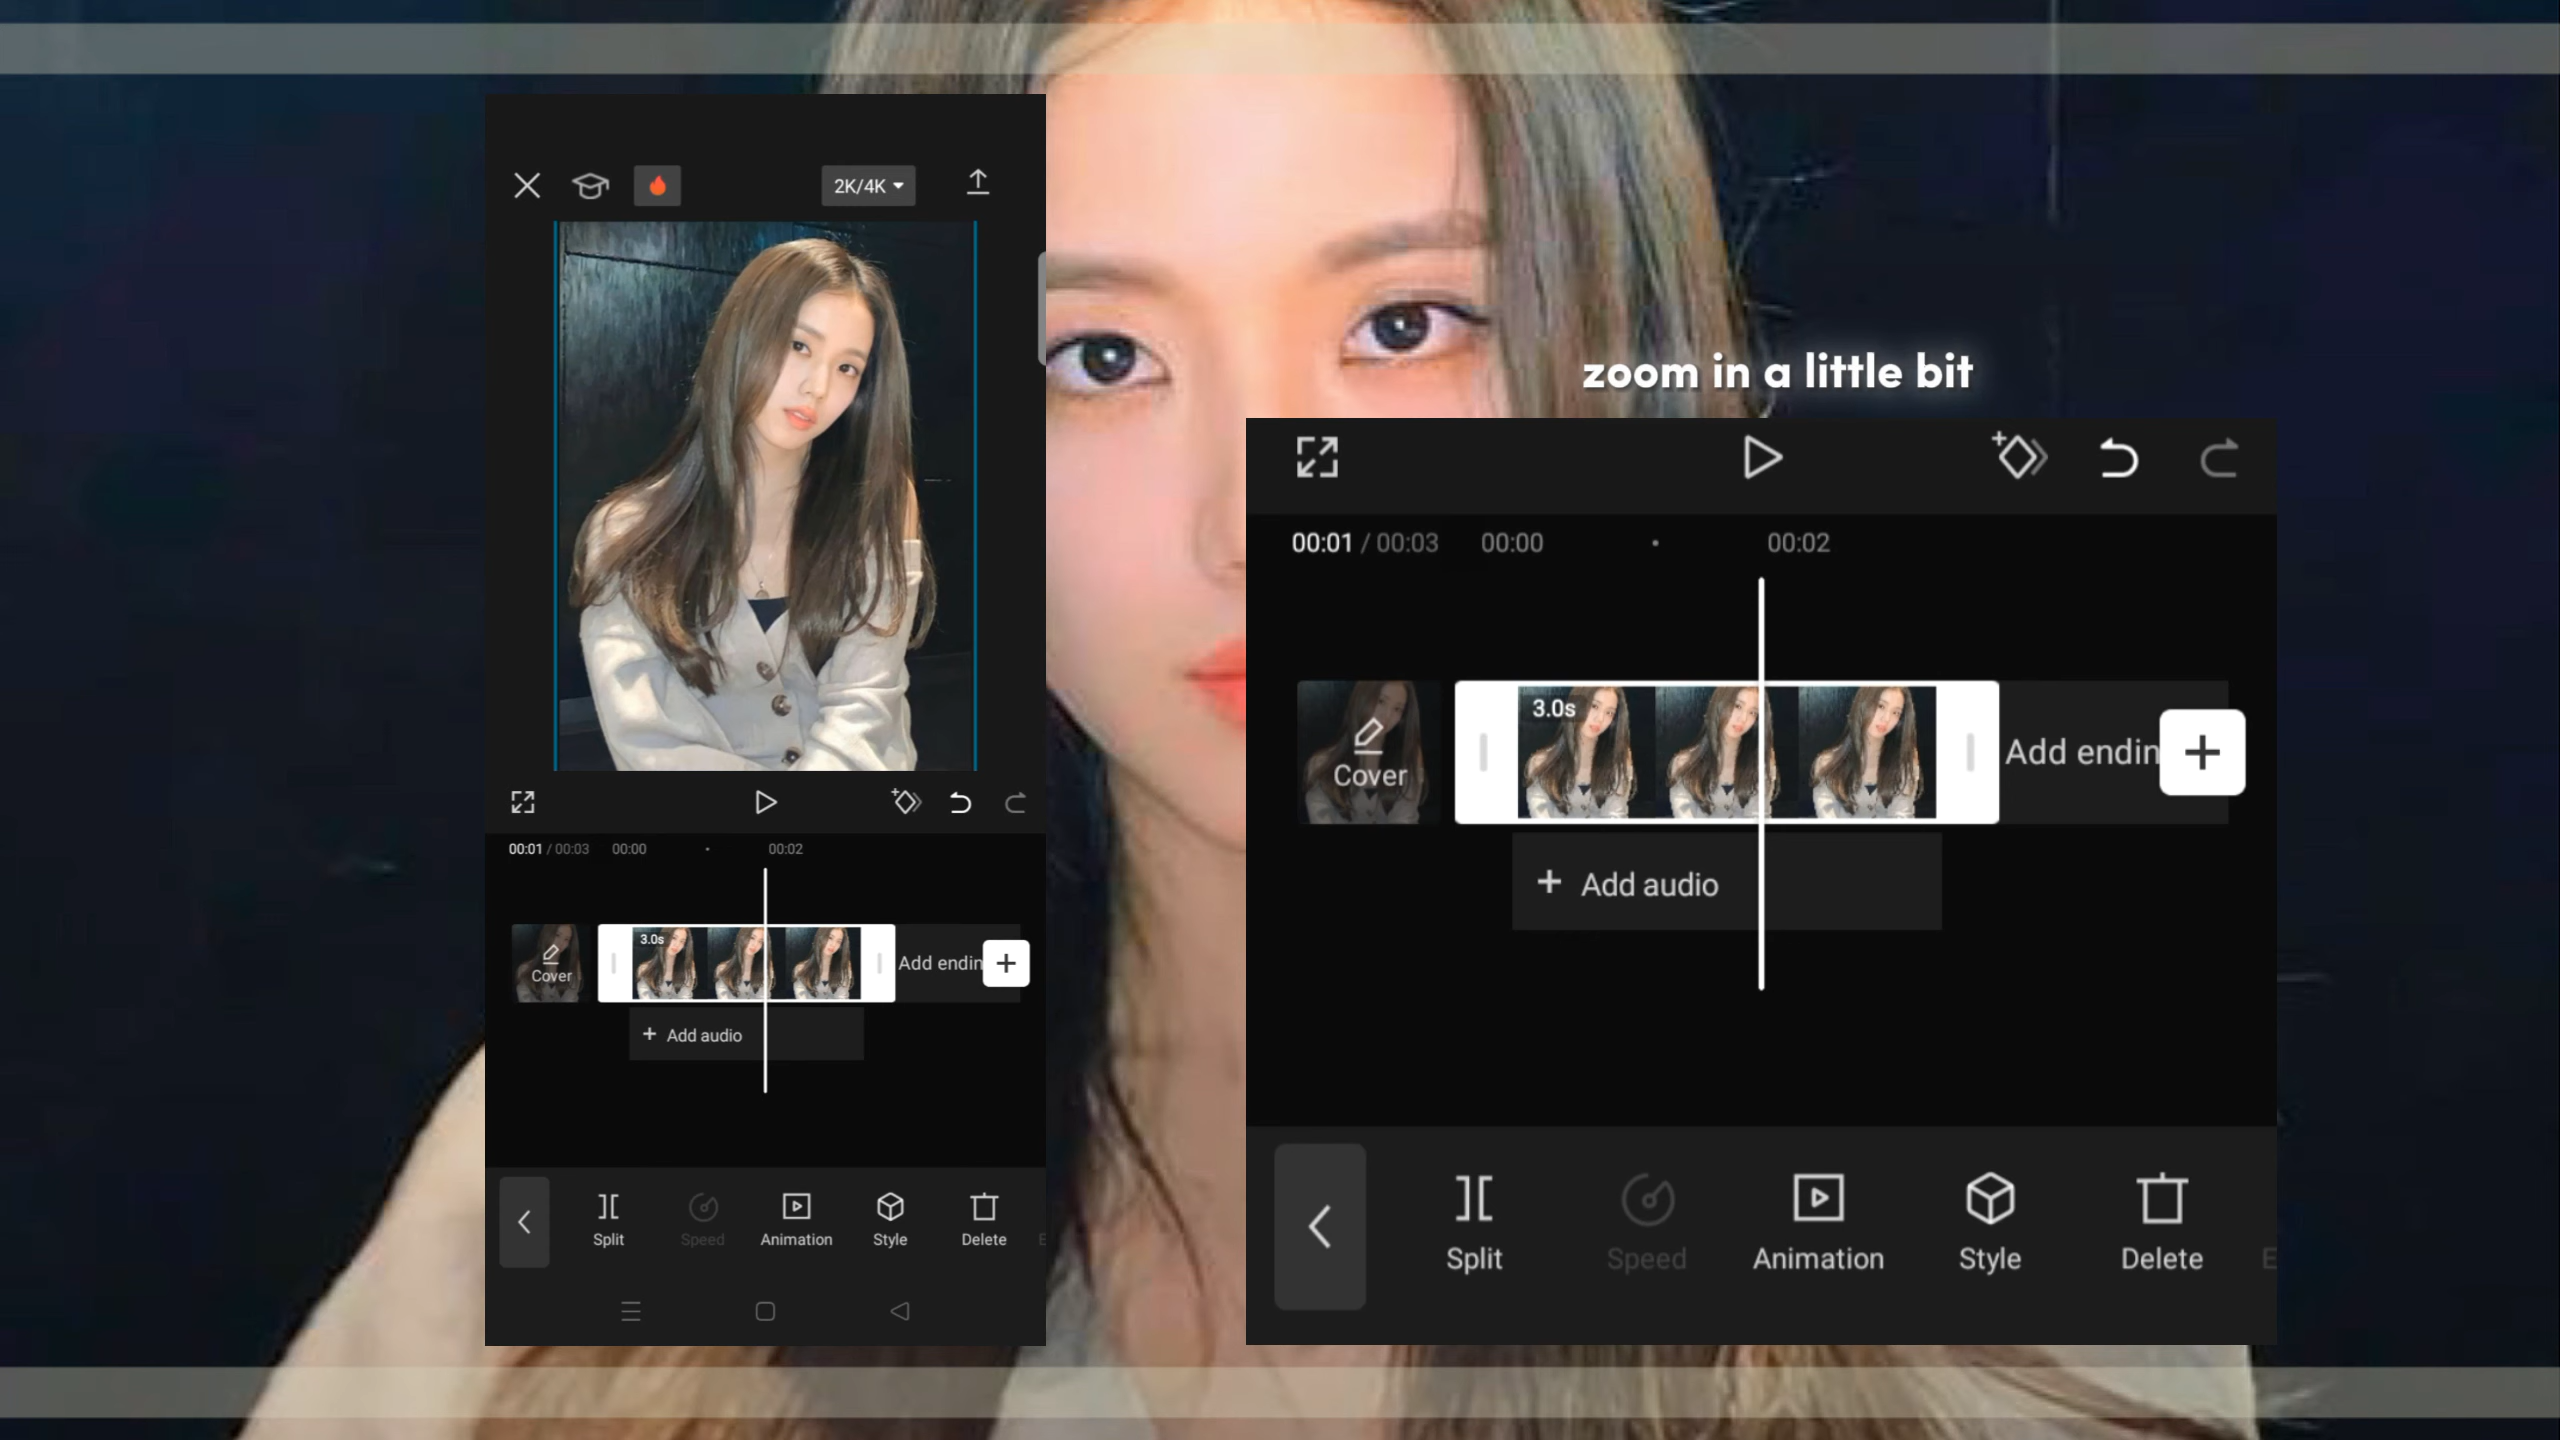 2K/4K
00:01 / 00:03 00:00 00:02
3.0s
Cover
Add endin
Add audio
Split
Speed
Animation
Style
Delete
E
zoom in a little bit
00:01 / 00:03 00:00 00:02
3.0s
Cover
Add endin
Add audio
Split
Speed
Animation
Style
Delete
E